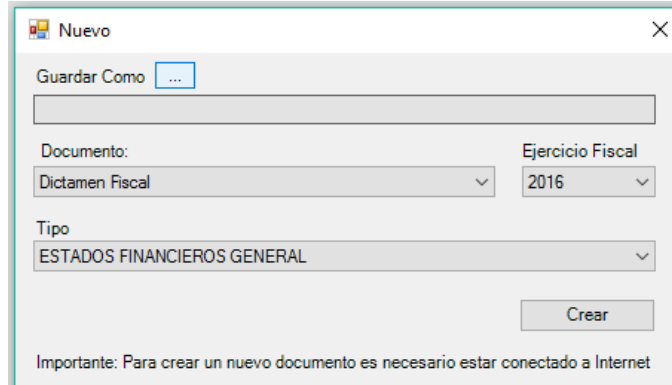 Nuevo
Guardar Como ...
Documento: Ejercicio Fiscal
Dictamen Fiscal 2016
Tipo
ESTADOS FINANCIEROS GENERAL
Crear
Importante: Para crear un nuevo documento es necesario estar conectado a Internet